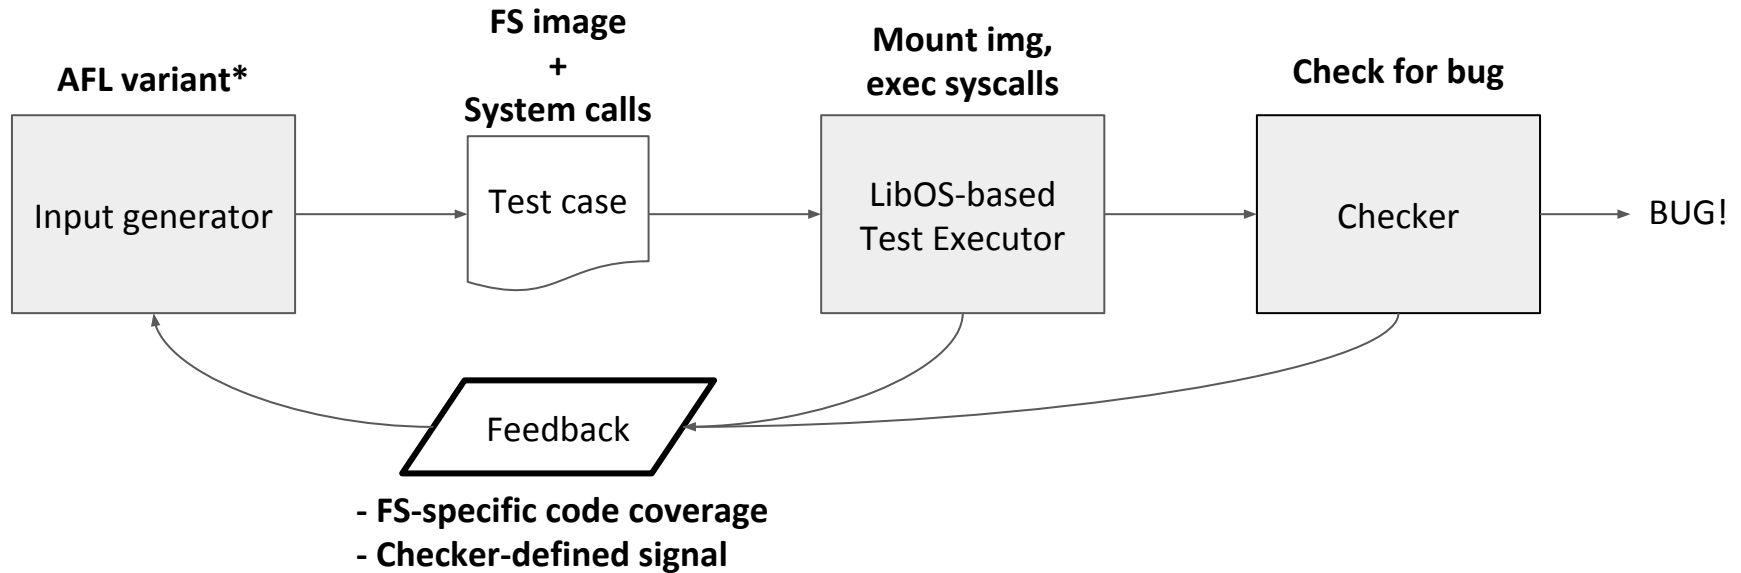 AFL variant*
Input generator
FS image
+
System calls
Test case
Mount img,
exec syscalls
LibOS-based
Test Executor
Check for bug
Checker
BUG!
Feedback
- FS-specific code coverage
- Checker-defined signal